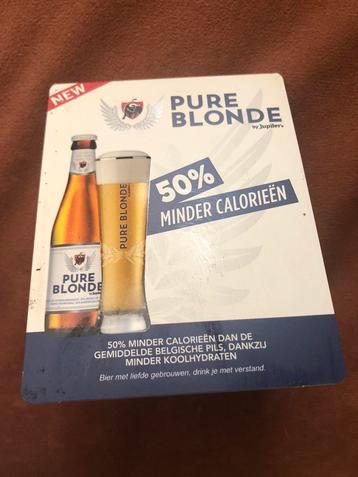 NEW
PURE
BLONDE
by Jupiler
50%
MINDER CALORIEËN
PURE BLONDE
PURE
BLONDE
50% MINDER CALORIEËN DAN DE
GEMIDDELDE BELGISCHE PILS, DANKZIJ
MINDER KOOLHYDRATEN
Bier met liefde gebrouwen, drink je met verstand.